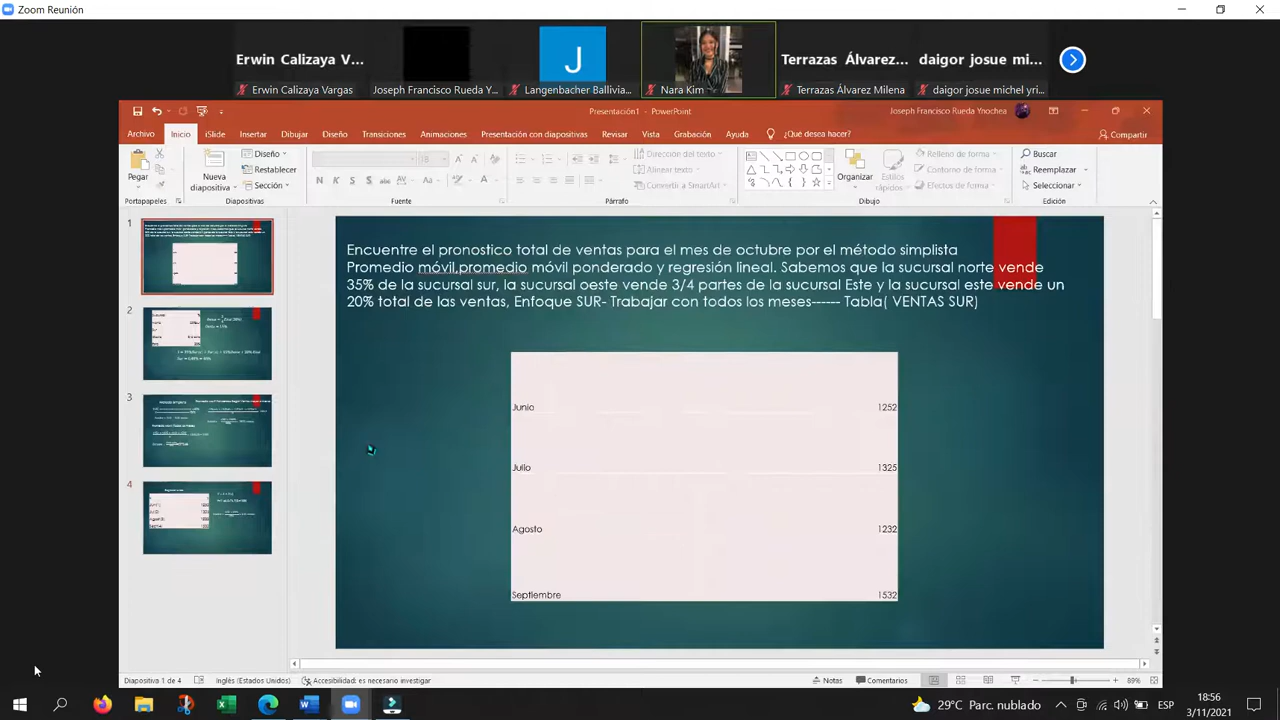 Zoom Reunión
Erwin Calizaya V...
J
Terrazas Álvarez...
daigor josue mi...
Erwin Calizaya Vargas
Joseph Francisco Rueda Y...
Langenbacher Ballivia...
Nara Kim
Terrazas Álvarez Milena
daigor josue michel yri...
Presentación1 - PowerPoint
Joseph Francisco Rueda Ynochea
Archivo Inicio iSlide Insertar Dibujar Diseño Transiciones Animaciones Presentación con diapositivas Revisar Vista Grabación Ayuda ¿Qué desea hacer? Compartir
Pegar
Nueva diapositiva
Diseño
Restablecer
Sección
N K S S abc AV Aa A
Dirección del texto
Alinear texto
Convertir a SmartArt
Organizar
Estilos rápidos
Relleno de forma
Contorno de forma
Efectos de forma
Buscar
Reemplazar
Seleccionar
Portapapeles Diapositivas Fuente Párrafo Dibujo Edición
1
2
3
4
Encuentre el pronostico total de ventas para el mes de octubre por el método simplista
Promedio móvil,promedio móvil ponderado y regresión lineal. Sabemos que la sucursal norte vende
35% de la sucursal sur, la sucursal oeste vende 3/4 partes de la sucursal Este y la sucursal este vende un
20% total de las ventas, Enfoque SUR- Trabajar con todos los meses------ Tabla( VENTAS SUR)
Junio 1252
Julio 1325
Agosto 1232
Septiembre 1532
Diapositiva 1 de 4 Inglés (Estados Unidos) Accesibilidad: es necesario investigar Notas Comentarios 89%
29°C Parc. nublado ESP 18:56
3/11/2021